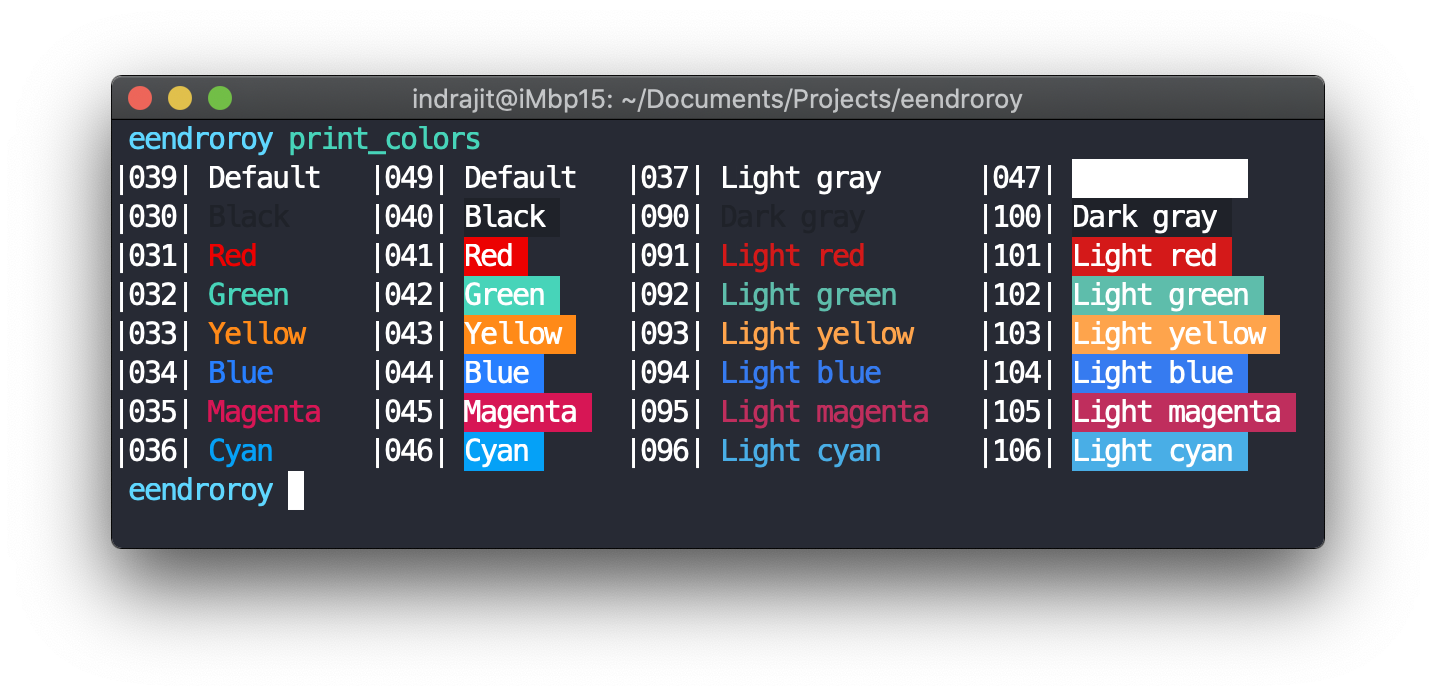 indrajit@iMbp15: ~/Documents/Projects/eendroroy
eendroroy print_colors
|039| Default |049| Default |037| Light gray |047|
|030| Black |040| Black |090| Dark gray |100| Dark gray
|031| Red |041| Red |091| Light red |101| Light red
|032| Green |042| Green |092| Light green |102| Light green
|033| Yellow |043| Yellow |093| Light yellow |103| Light yellow
|034| Blue |044| Blue |094| Light blue |104| Light blue
|035| Magenta |045| Magenta |095| Light magenta |105| Light magenta
|036| Cyan |046| Cyan |096| Light cyan |106| Light cyan
eendroroy